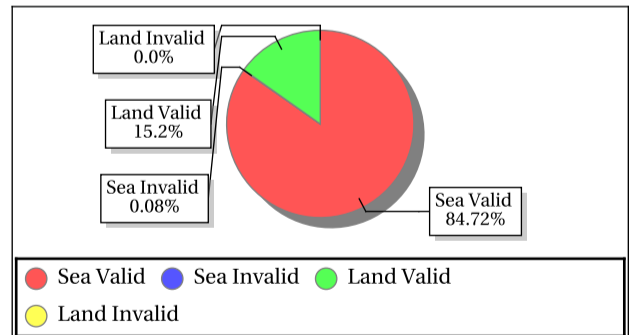 Land Invalid
0.0%
Land Valid
15.2%
Sea Invalid
0.08%
Sea Valid
84.72%
Sea Valid Sea Invalid Land Valid
Land Invalid